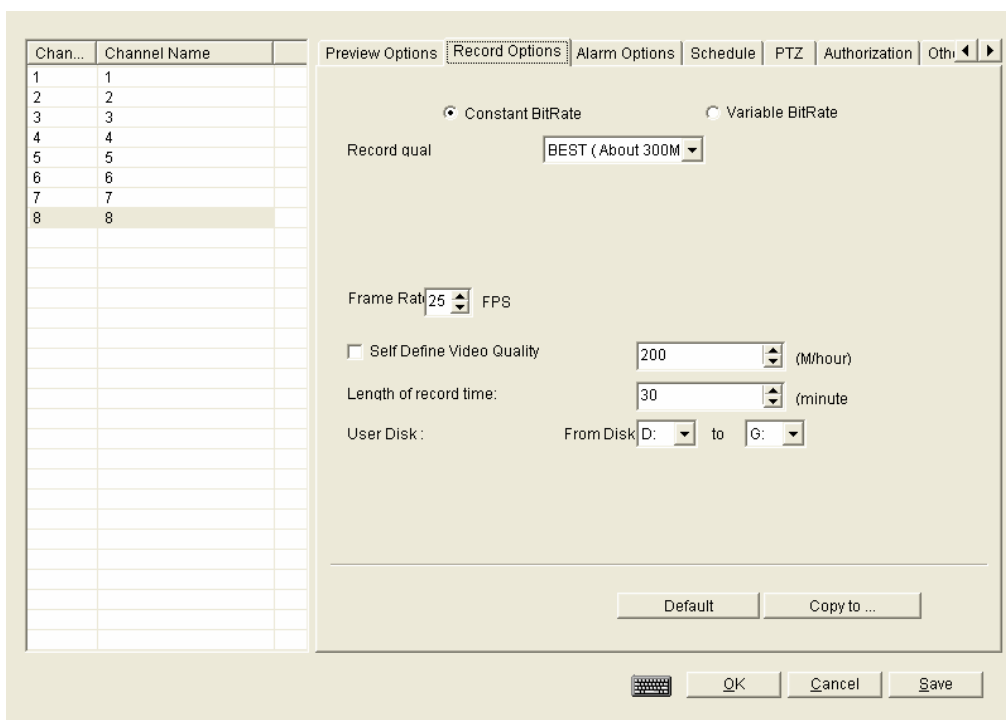 Chan... Channel Name
1 1
2 2
3 3
4 4
5 5
6 6
7 7
8 8
Preview Options Record Options Alarm Options Schedule PTZ Authorization Oth
Constant BitRate Variable BitRate
Record qual BEST ( About 300M
Frame Rat 25 FPS
Self Define Video Quality 200 (M/hour)
Length of record time: 30 (minute
User Disk : From Disk D: to G:
Default Copy to ...
OK Cancel Save